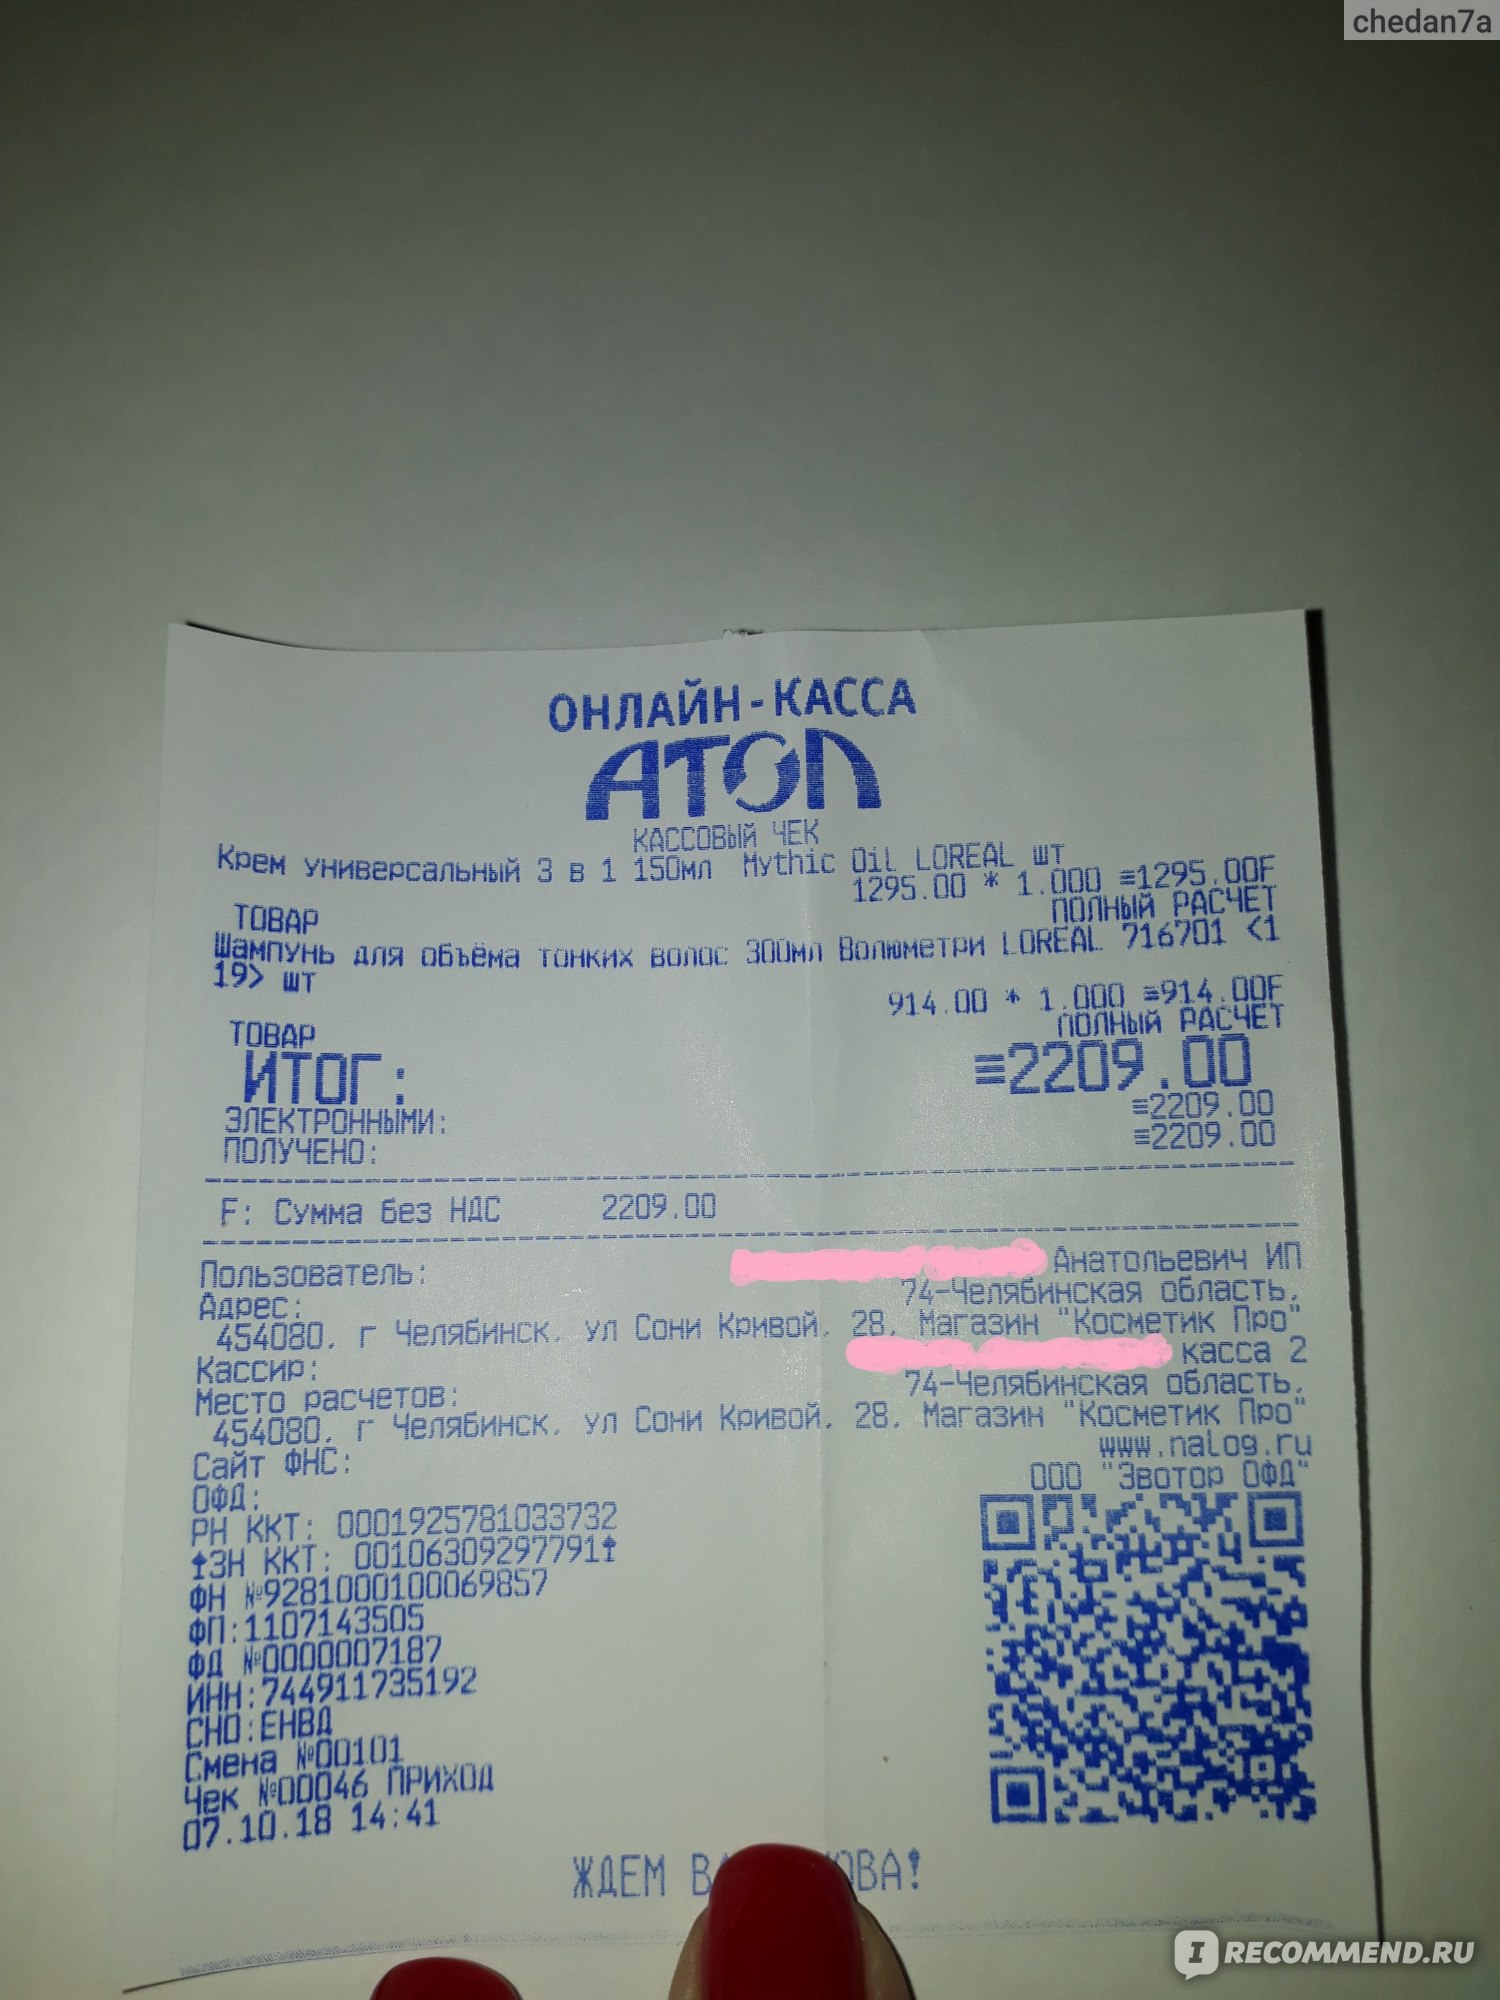 chedan7a
ОНЛАЙН-КАССА
АТОЛ
КАССОВЫЙ ЧЕК
Крем универсальный 3 в 1 150мл Mythic Oil LOREAL шт
1295.00 * 1.000 ≡1295.00F
ПОЛНЫЙ РАСЧЕТ
ТОВАР
Шампунь для объёма тонких волос 300мл Волюметри LOREAL 716701 <1
19> шт
914.00 * 1.000 ≡914.00F
ПОЛНЫЙ РАСЧЕТ
ТОВАР
ИТОГ: ≡2209.00
ЭЛЕКТРОННЫМИ: ≡2209.00
ПОЛУЧЕНО: ≡2209.00
F: Сумма без НДС 2209.00
Пользователь: Анатольевич ИП
Адрес: 74-Челябинская область,
454080, г Челябинск, ул Сони Кривой, 28, Магазин "Косметик Про"
Кассир: касса 2
Место расчетов: 74-Челябинская область,
454080, г Челябинск, ул Сони Кривой, 28, Магазин "Косметик Про"
Сайт ФНС: www.nalog.ru
ОФД: ООО "Эвотор ОФД"
РН ККТ: 0001925781033732
↑ЗН ККТ: 00106309297791↑
ФН №9281000100069857
ФП:1107143505
ФД №0000007187
ИНН:744911735192
СНО:ЕНВД
Смена №00101
Чек №00046 ПРИХОД
07.10.18 14:41
ЖДЕМ
IRECOMMEND.RU